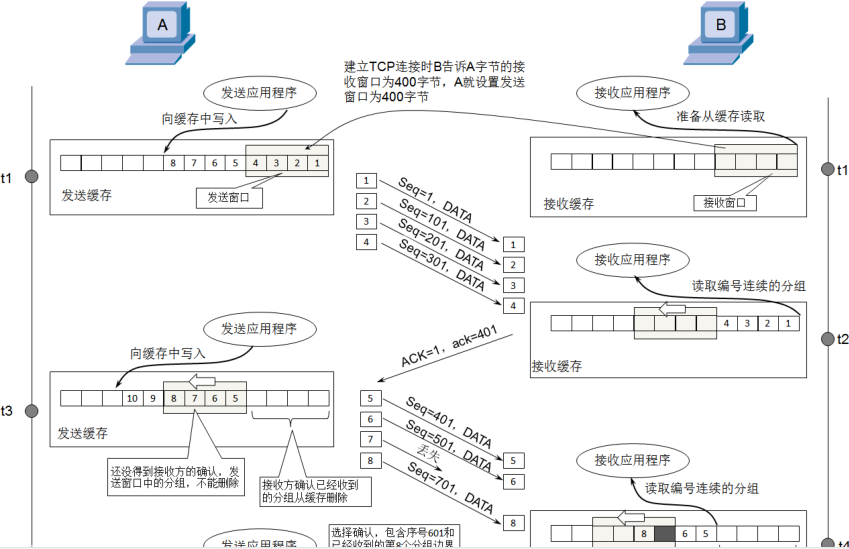 A
B
建立TCP连接时B告诉A字节的接
收窗口为400字节，A就设置发送
窗口为400字节
发送应用程序
接收应用程序
向缓存中写入
准备从缓存读取
t1
8 7 6 5 4 3 2 1
发送窗口
发送缓存
接收窗口
接收缓存
t1
1
2
3
4
Seq=1，DATA
Seq=101，DATA
Seq=201，DATA
Seq=301，DATA
1
2
3
4
接收应用程序
读取编号连续的分组
4 3 2 1
接收缓存
t2
ACK=1，ack=401
发送应用程序
向缓存中写入
t3
10 9 8 7 6 5
发送缓存
还没得到接收方的确认，发
送窗口中的分组，不能删除
接收方确认已经收到
的分组从缓存删除
5
6
7
8
Seq=401，DATA
Seq=501，DATA
丢失
Seq=701，DATA
5
6
8
接收应用程序
读取编号连续的分组
8 6 5
t4
发送应用程序
选择确认，包含序号601和
已经收到的第8个分组边界